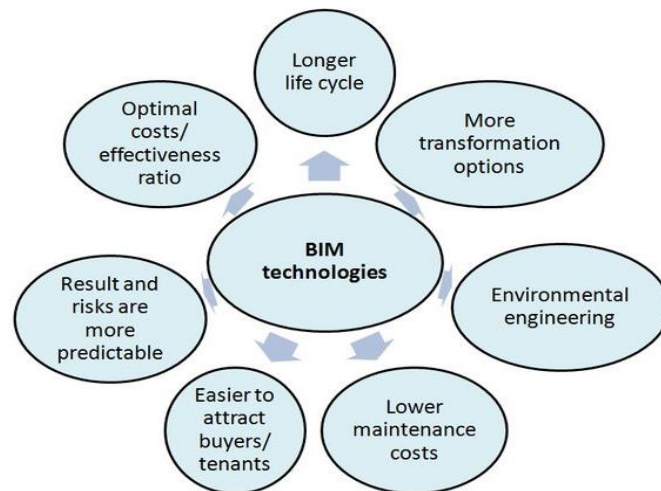 Longer
life cycle
Optimal
costs/
effectiveness
ratio
More
transformation
options
BIM
technologies
Result and
risks are
more
predictable
Environmental
engineering
Easier to
attract
buyers/
tenants
Lower
maintenance
costs